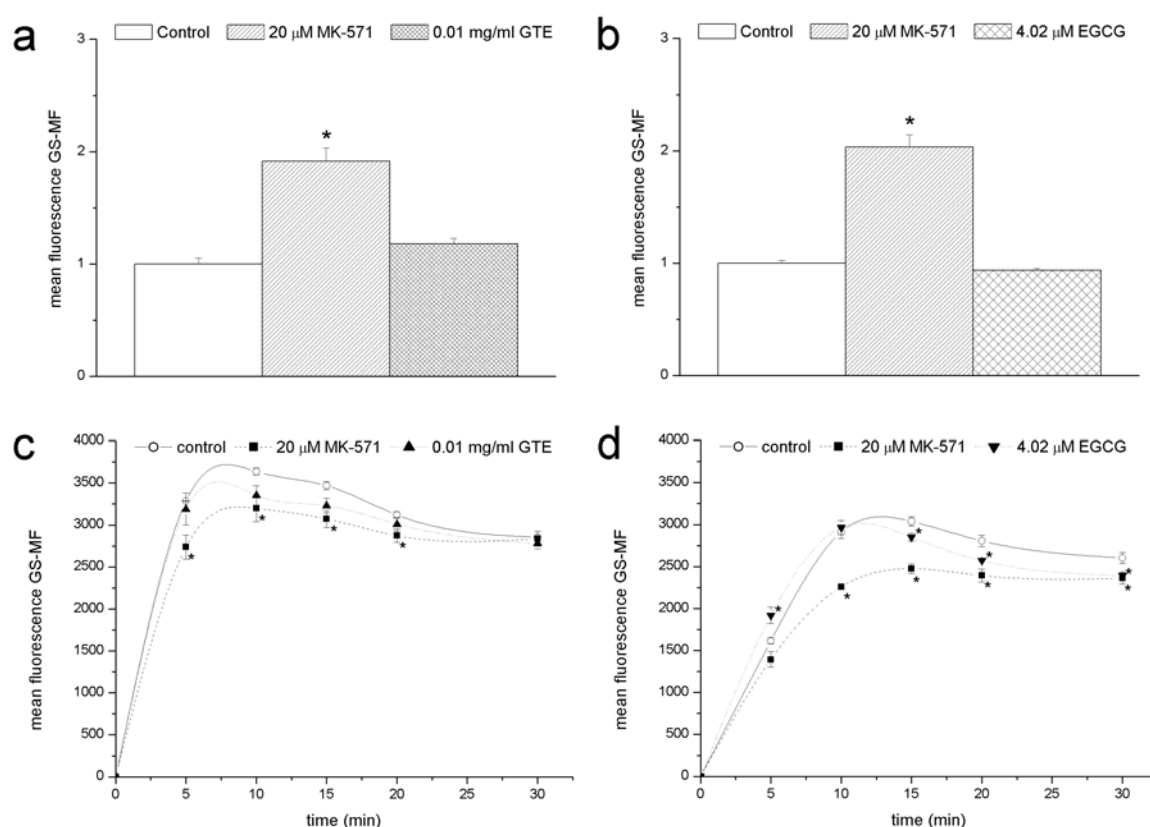 a
Control 20 μM MK-571 0.01 mg/ml GTE
3
2
1
0
mean fluorescence GS-MF
*
b
Control 20 μM MK-571 4.02 μM EGCG
3
2
1
0
mean fluorescence GS-MF
*
c
control 20 μM MK-571 0.01 mg/ml GTE
4000
3500
3000
2500
2000
1500
1000
500
0
mean fluorescence GS-MF
* * * *
0 5 10 15 20 25 30
time (min)
d
control 20 μM MK-571 4.02 μM EGCG
4000
3500
3000
2500
2000
1500
1000
500
0
mean fluorescence GS-MF
* * * * * * * *
0 5 10 15 20 25 30
time (min)